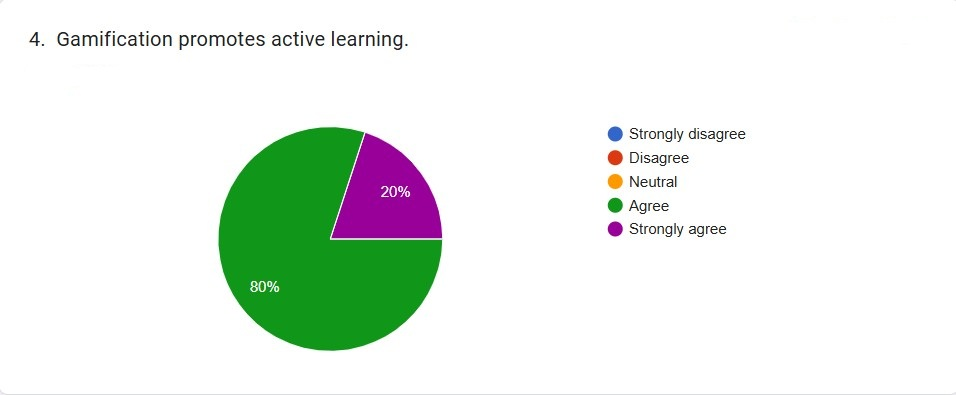 4. Gamification promotes active learning.
Strongly disagree
Disagree
Neutral
Agree
Strongly agree
20%
80%